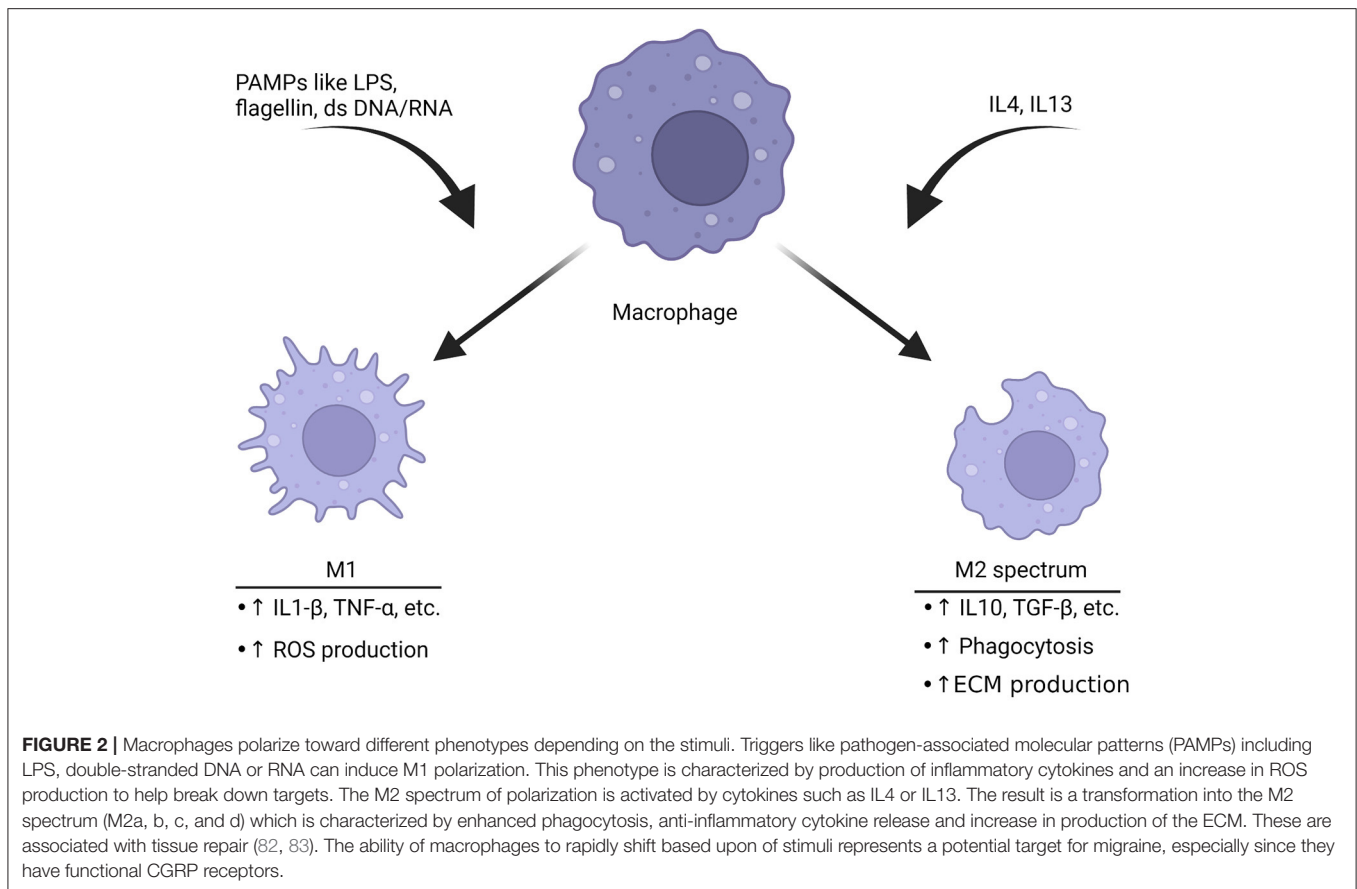 PAMPs like LPS,
flagellin, ds DNA/RNA
IL4, IL13
Macrophage
M1
• ↑ IL1-β, TNF-α, etc.
• ↑ ROS production
M2 spectrum
• ↑ IL10, TGF-β, etc.
• ↑ Phagocytosis
• ↑ECM production
FIGURE 2 | Macrophages polarize toward different phenotypes depending on the stimuli. Triggers like pathogen-associated molecular patterns (PAMPs) including
LPS, double-stranded DNA or RNA can induce M1 polarization. This phenotype is characterized by production of inflammatory cytokines and an increase in ROS
production to help break down targets. The M2 spectrum of polarization is activated by cytokines such as IL4 or IL13. The result is a transformation into the M2
spectrum (M2a, b, c, and d) which is characterized by enhanced phagocytosis, anti-inflammatory cytokine release and increase in production of the ECM. These are
associated with tissue repair (82, 83). The ability of macrophages to rapidly shift based upon of stimuli represents a potential target for migraine, especially since they
have functional CGRP receptors.